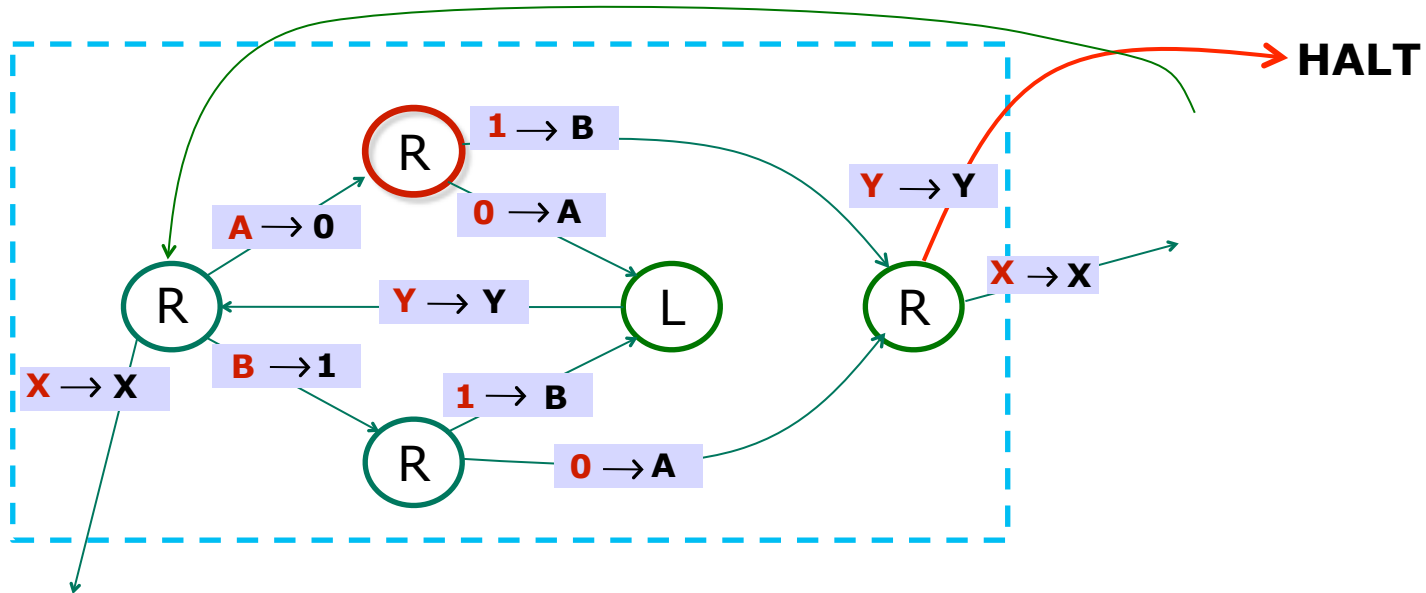 HALT
1 → B
R
Y → Y
0 → A
A → 0
X → X
R
Y → Y
L
R
B → 1
X → X
1 → B
R
0 → A